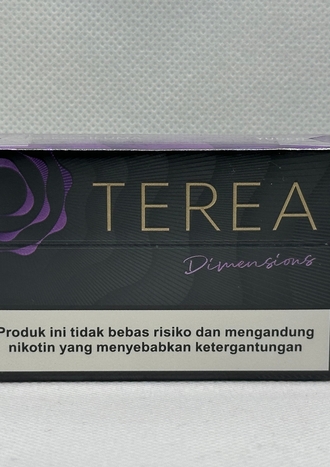 TEREA
Dimensions
Produk ini tidak bebas risiko dan mengandung
nikotin yang menyebabkan ketergantungan